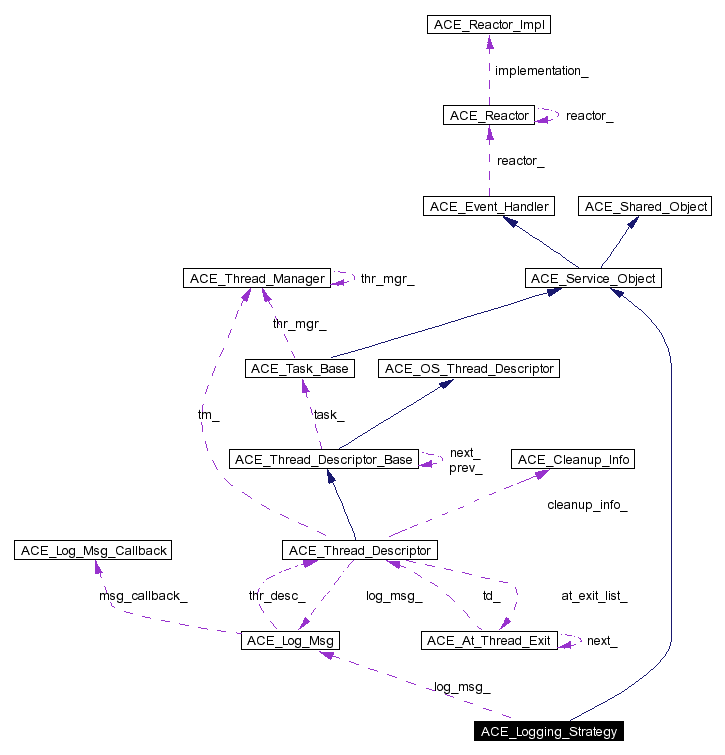 ACE_Reactor_Impl
implementation_
ACE_Reactor
reactor_
reactor_
ACE_Event_Handler
ACE_Shared_Object
ACE_Thread_Manager
thr_mgr_
ACE_Service_Object
thr_mgr_
ACE_Task_Base
ACE_OS_Thread_Descriptor
tm_
task_
ACE_Thread_Descriptor_Base
next_
prev_
ACE_Cleanup_Info
cleanup_info_
ACE_Log_Msg_Callback
ACE_Thread_Descriptor
msg_callback_
thr_desc_
log_msg_
td_
at_exit_list_
ACE_Log_Msg
ACE_At_Thread_Exit
next_
log_msg_
ACE_Logging_Strategy